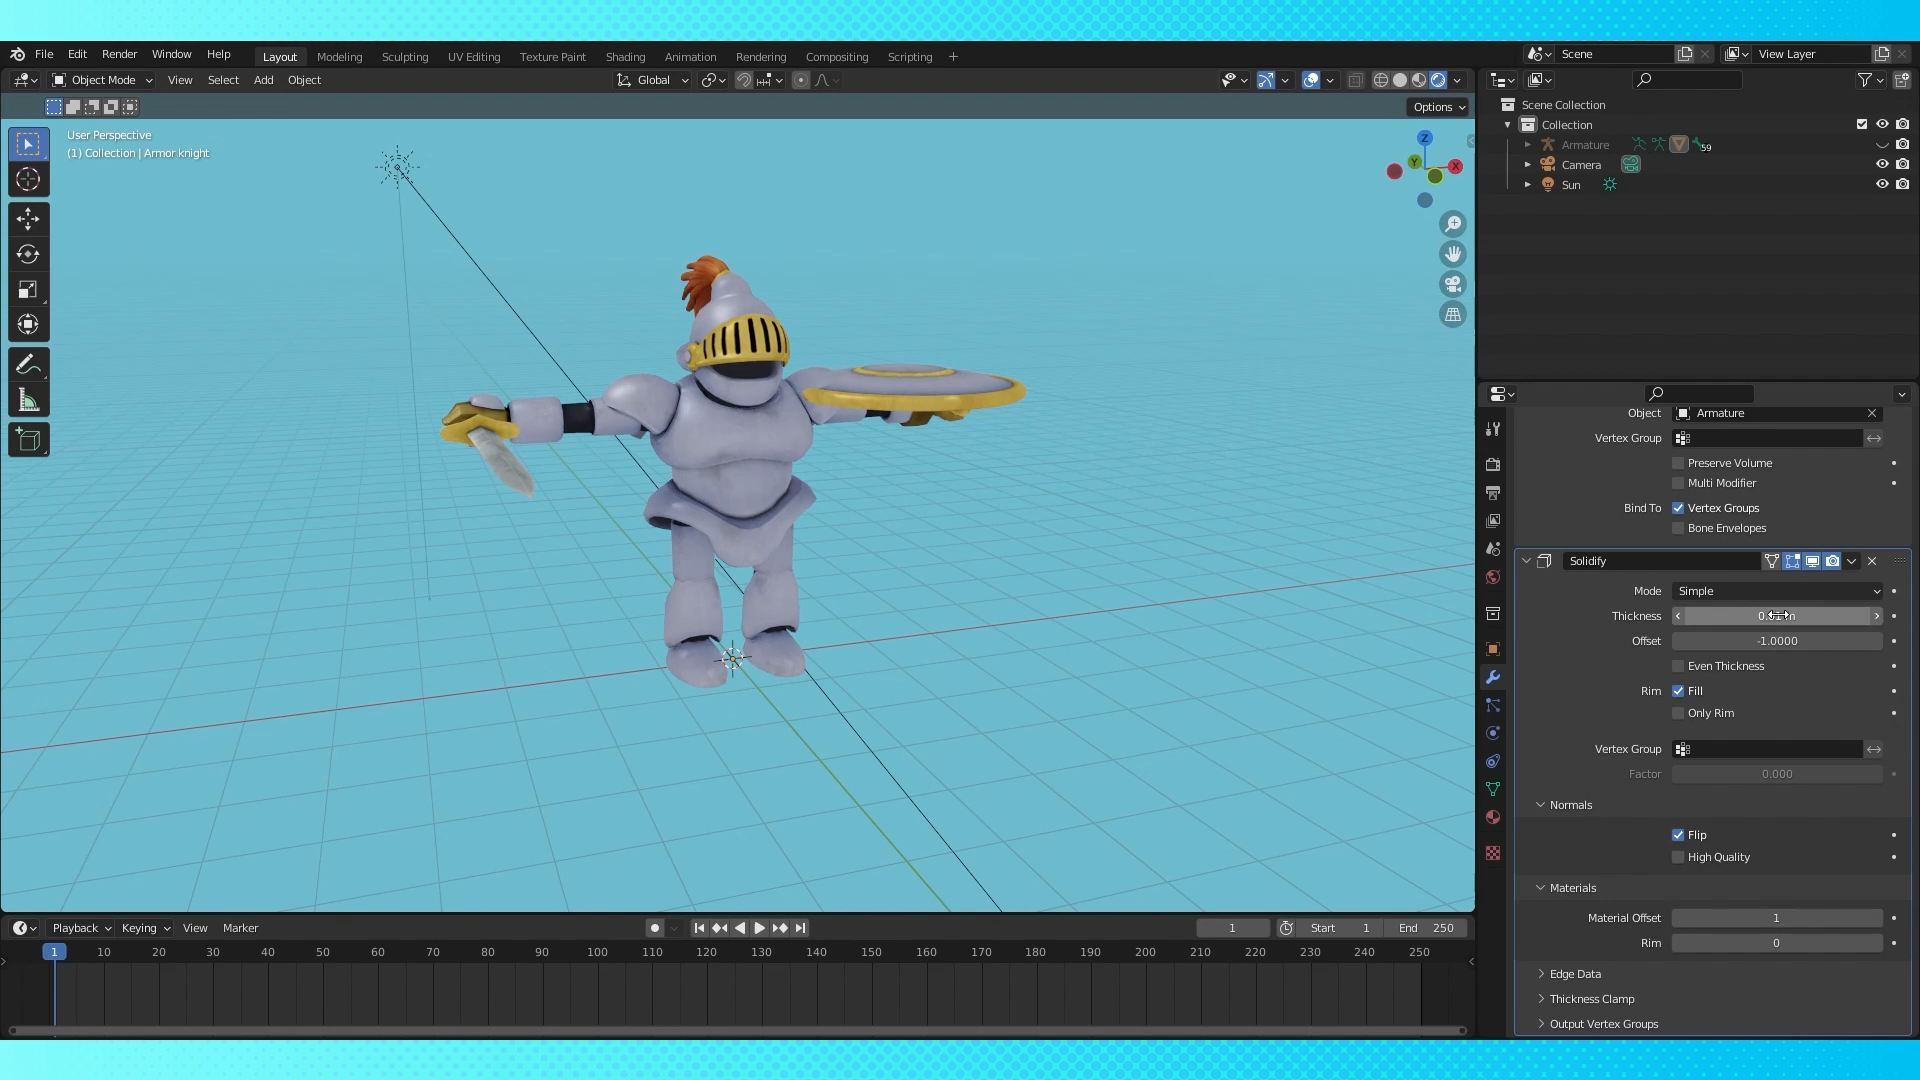 File Edit Render Window Help Layout Modeling Sculpting UV Editing Texture Paint Shading Animation Rendering Compositing Scripting + Scene View Layer
Object Mode View Select Add Object Global
Options
User Perspective
(1) Collection | Armor knight
Z
Y
X
Scene Collection
Collection
Armature 59
Camera
Sun
Object Armature
Vertex Group
Preserve Volume
Multi Modifier
Bind To Vertex Groups
Bone Envelopes
Solidify
Mode Simple
Thickness
Offset -1.0000
Even Thickness
Rim Fill
Only Rim
Vertex Group
Factor 0.000
Normals
Flip
High Quality
Materials
Material Offset 1
Rim 0
Edge Data
Thickness Clamp
Output Vertex Groups
Playback Keying View Marker 1 Start 1 End 250
1 10 20 30 40 50 60 70 80 90 100 110 120 130 140 150 160 170 180 190 200 210 220 230 240 250